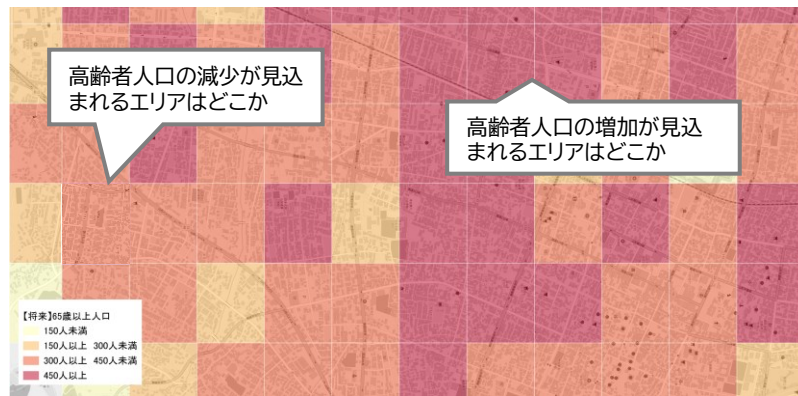 高齢者人口の減少が見込
まれるエリアはどこか
高齢者人口の増加が見込
まれるエリアはどこか
【将来】65歳以上人口
150人未満
150人以上 300人未満
300人以上 450人未満
450人以上